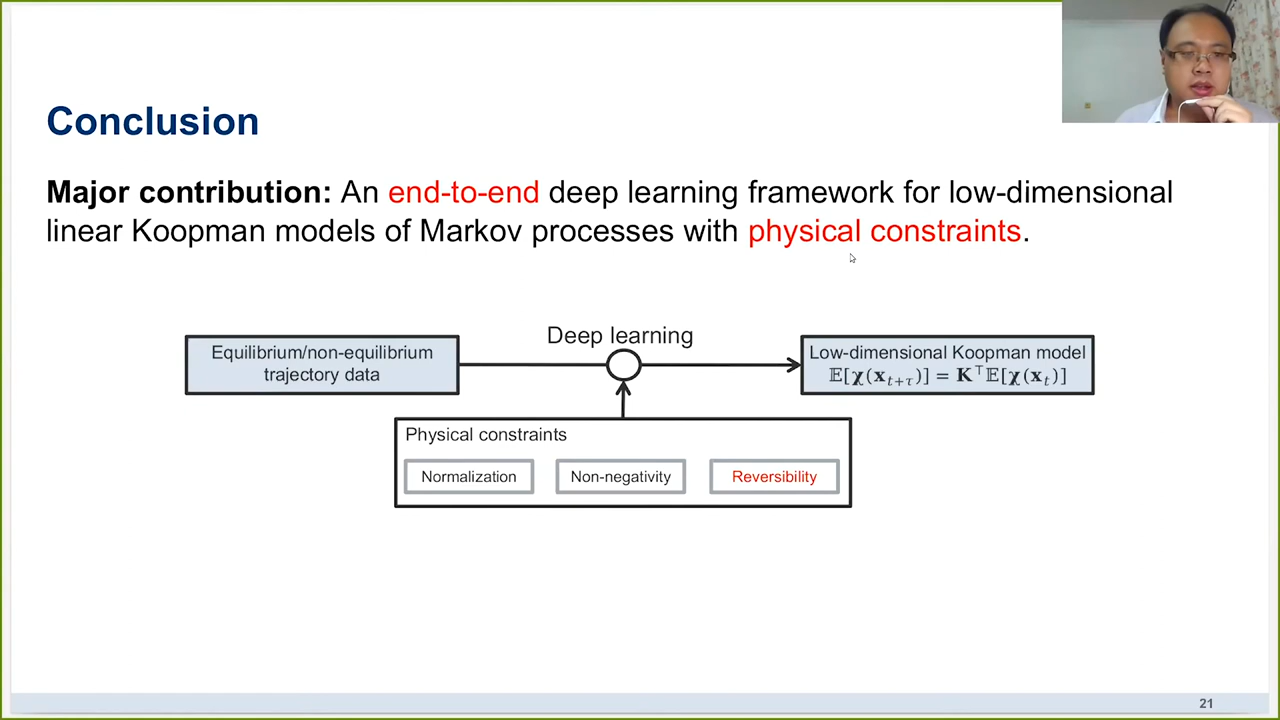 Conclusion
Major contribution: An end-to-end deep learning framework for low-dimensional
linear Koopman models of Markov processes with physical constraints.
Deep learning
Equilibrium/non-equilibrium
trajectory data
Low-dimensional Koopman model
𝔼[𝛘(𝐱ₜ₊τ)] = 𝐊⊤𝔼[𝛘(𝐱ₜ)]
Physical constraints
Normalization
Non-negativity
Reversibility
21